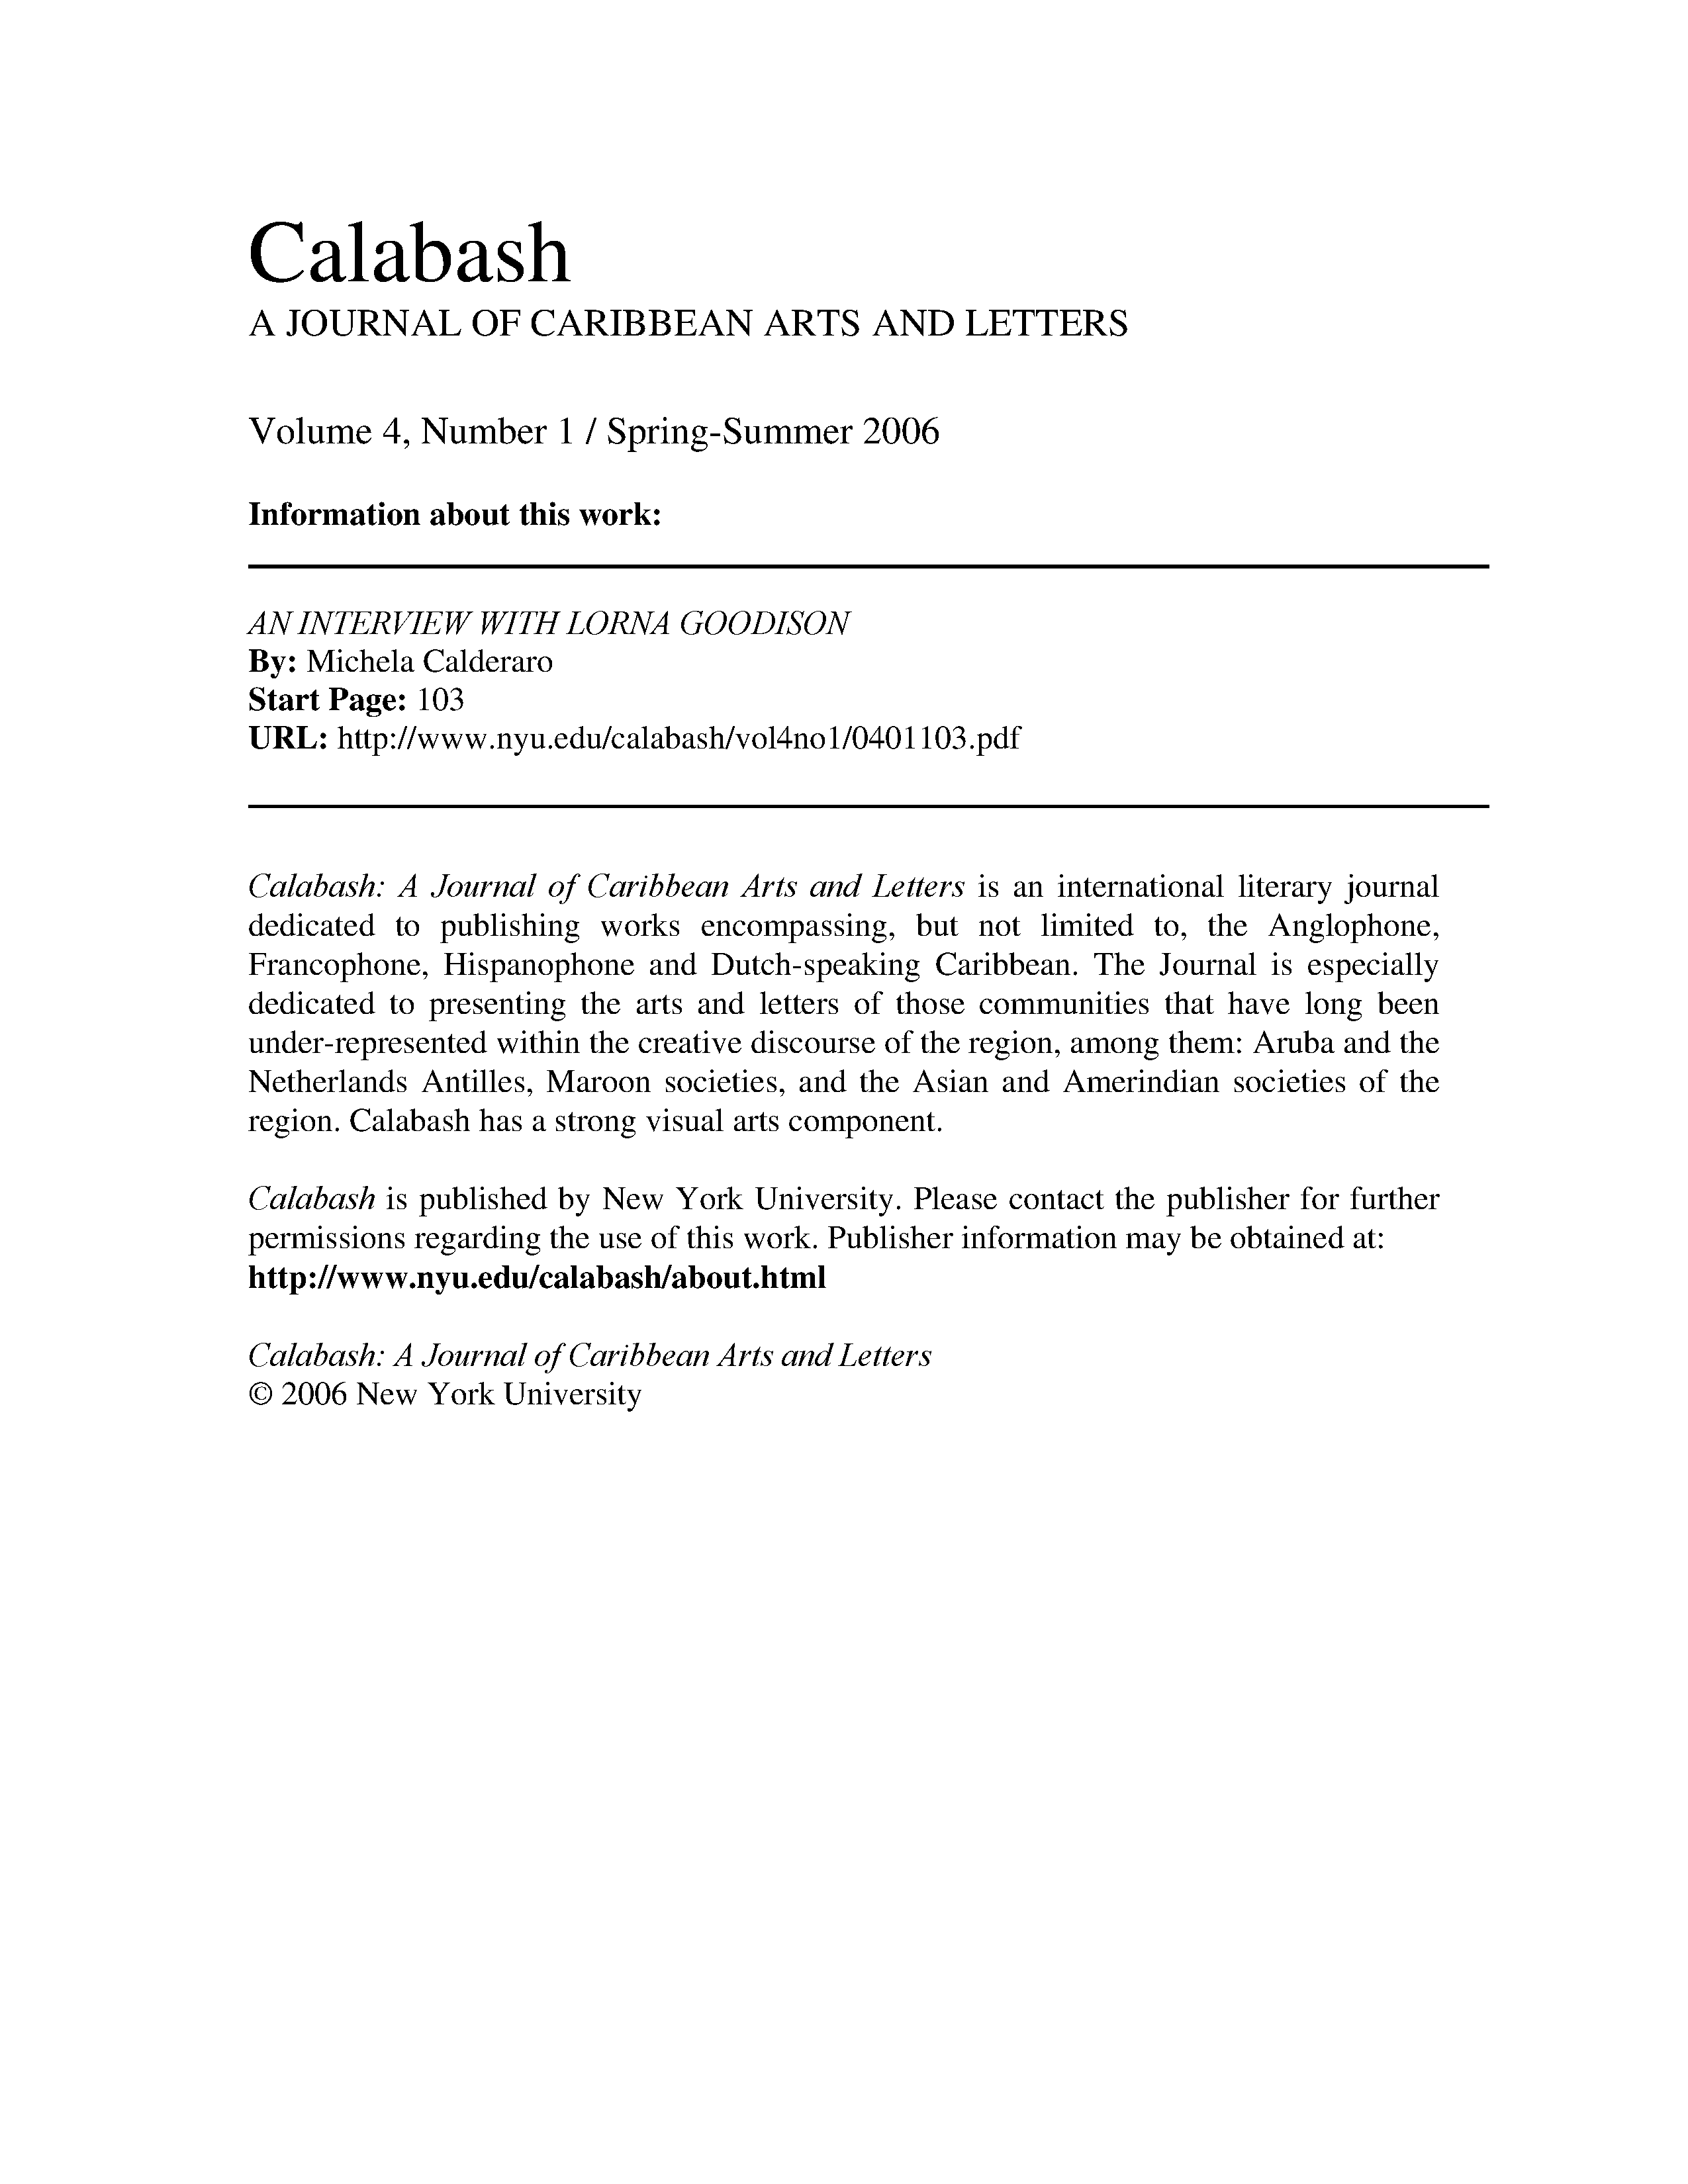 Calabash
A JOURNAL OF CARIBBEAN ARTS AND LETTERS
Volume 4, Number 1 / Spring-Summer 2006
Information about this work:
AN INTERVIEW WITH LORNA GOODISON
By: Michela Calderaro
Start Page: 103
URL: http://www.nyu.edu/calabash/vol4no1/0401103.pdf
Calabash: A Journal of Caribbean Arts and Letters is an international literary journal
dedicated to publishing works encompassing, but not limited to, the Anglophone,
Francophone, Hispanophone and Dutch-speaking Caribbean. The Journal is especially
dedicated to presenting the arts and letters of those communities that have long been
under-represented within the creative discourse of the region, among them: Aruba and the
Netherlands Antilles, Maroon societies, and the Asian and Amerindian societies of the
region. Calabash has a strong visual arts component.
Calabash is published by New York University. Please contact the publisher for further
permissions regarding the use of this work. Publisher information may be obtained at:
http://www.nyu.edu/calabash/about.html
Calabash: A Journal of Caribbean Arts and Letters
© 2006 New York University